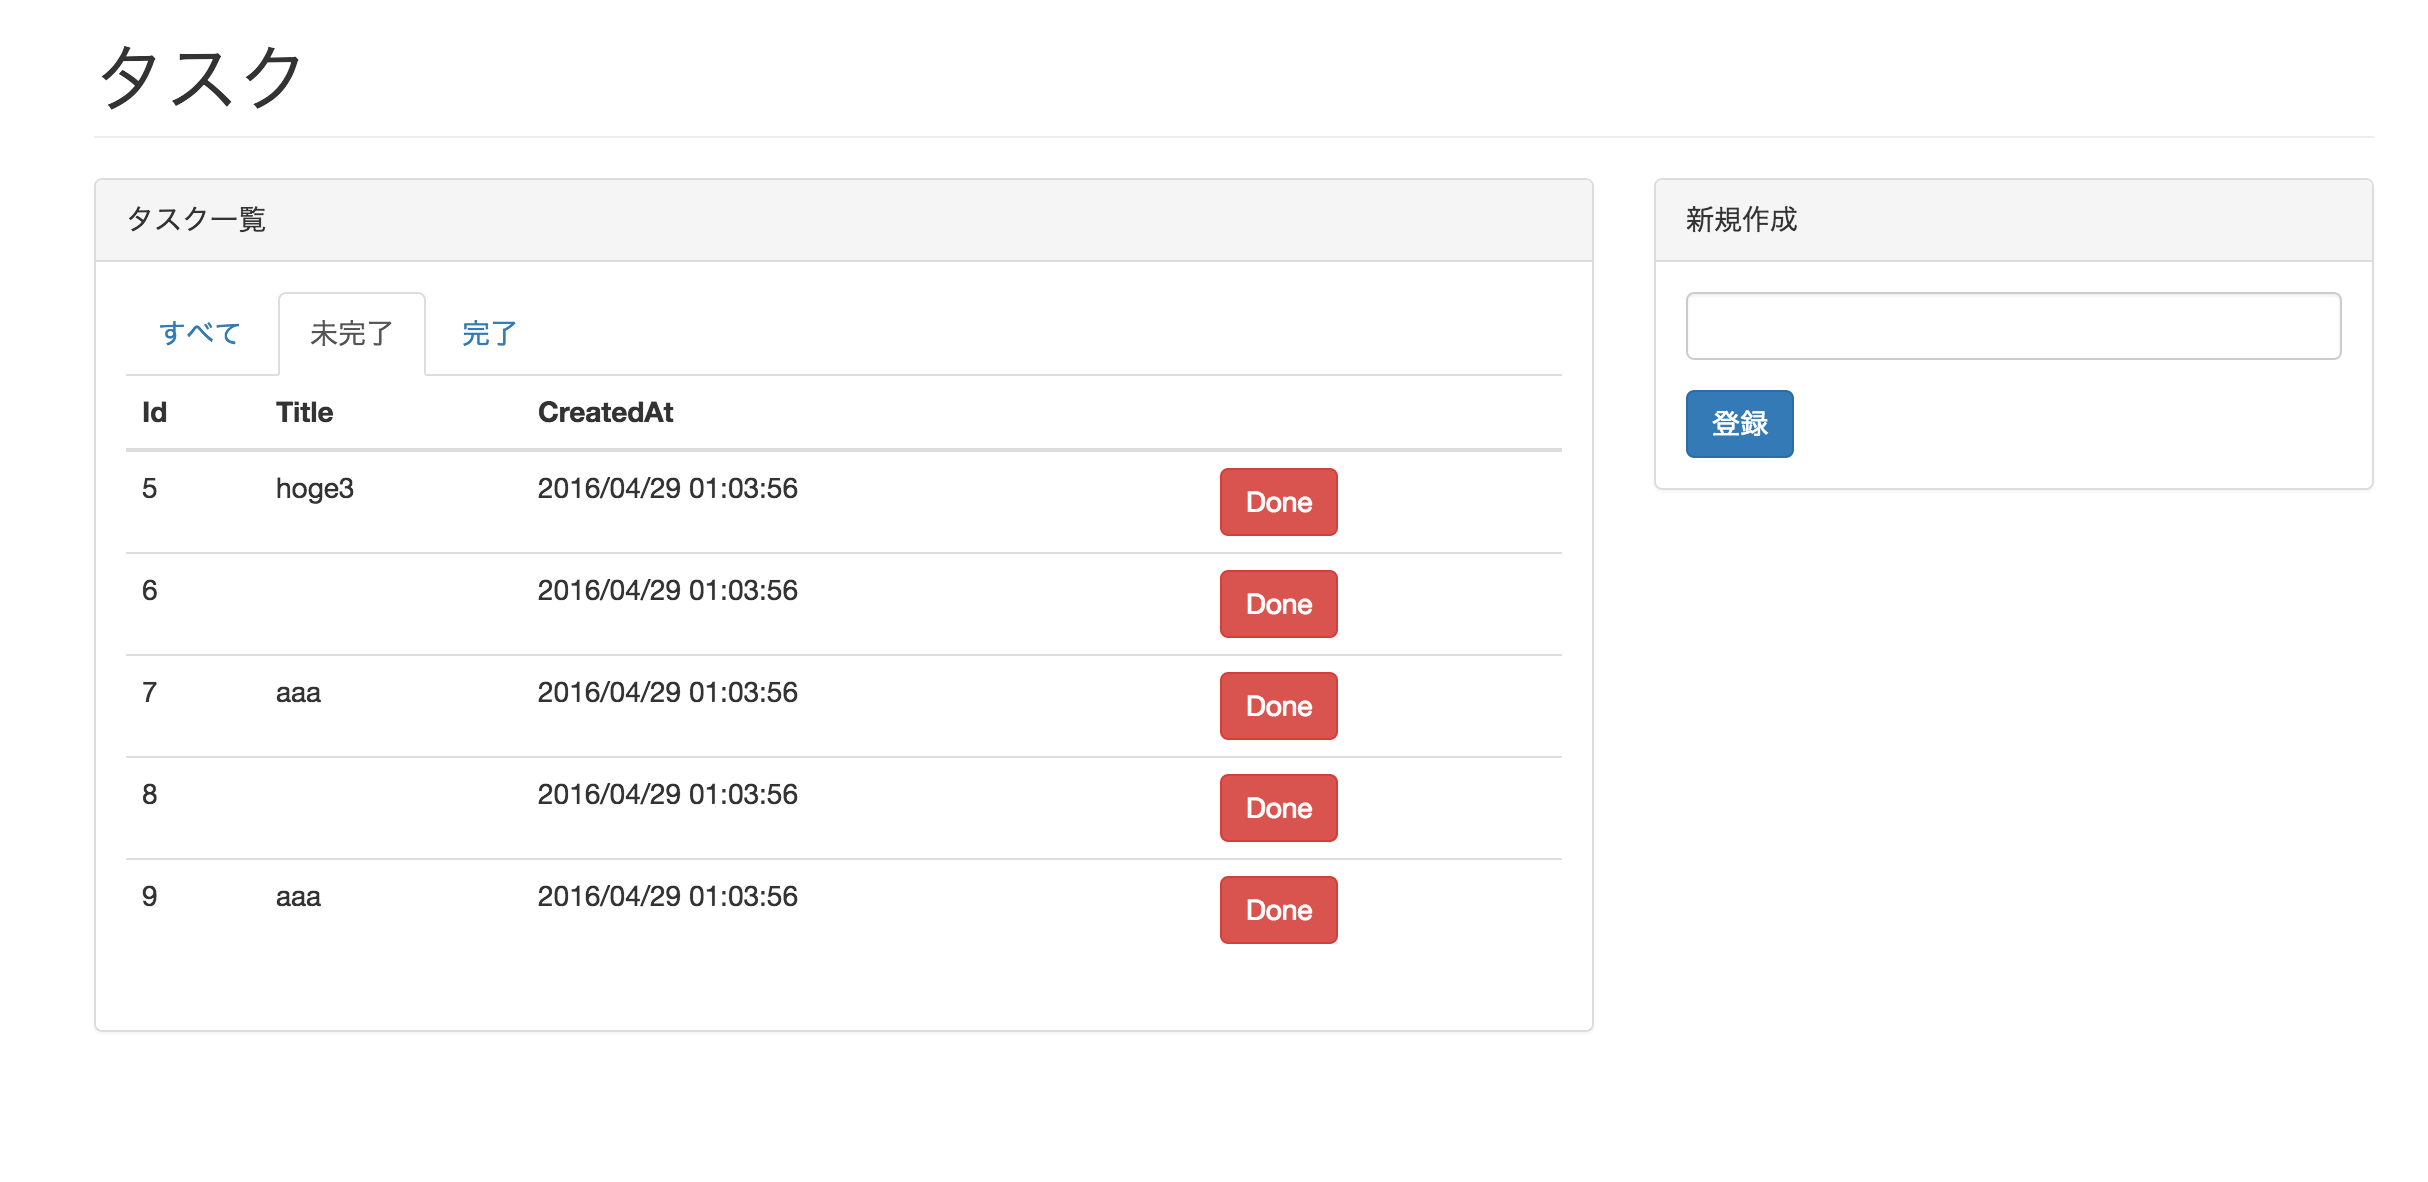 タスク
タスク一覧
すべて 未完了 完了
Id Title CreatedAt
5 hoge3 2016/04/29 01:03:56 Done
6 2016/04/29 01:03:56 Done
7 aaa 2016/04/29 01:03:56 Done
8 2016/04/29 01:03:56 Done
9 aaa 2016/04/29 01:03:56 Done
新規作成
登録